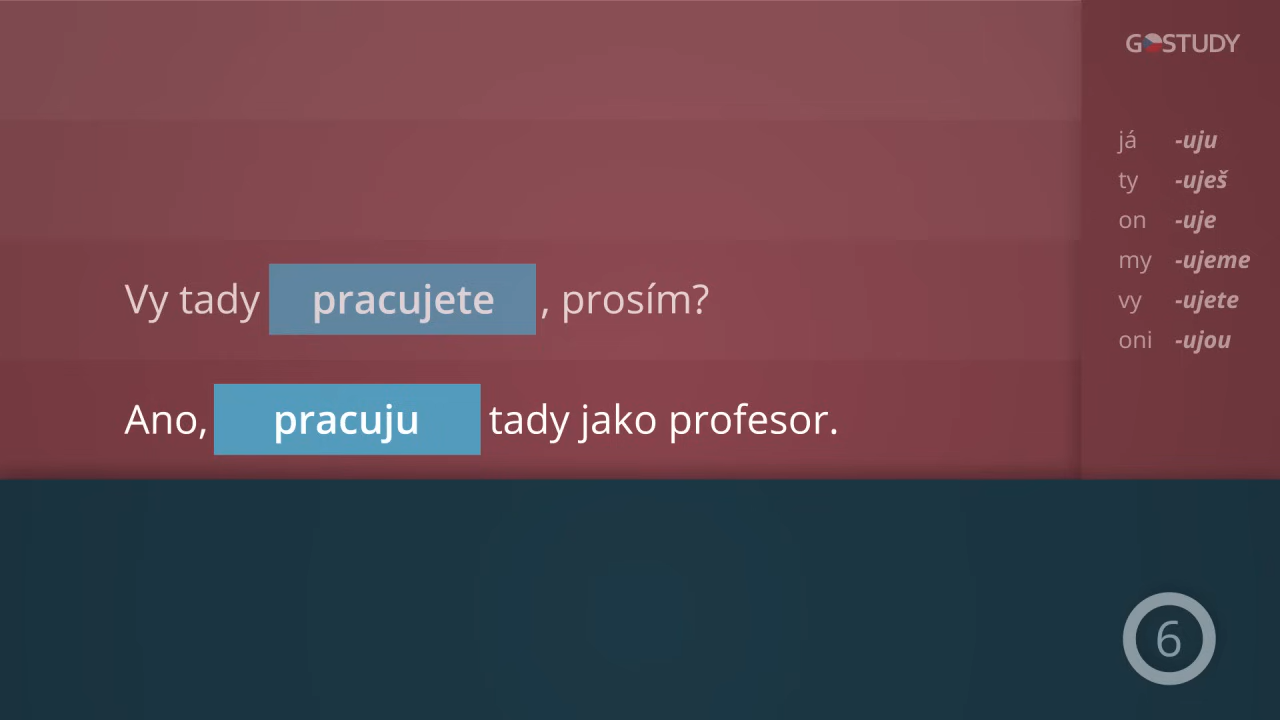 GOSTUDY
já -uju
ty -uješ
on -uje
my -ujeme
vy -ujete
oni -ujou
Vy tady pracujete, prosím?
Ano, pracuju tady jako profesor.
6